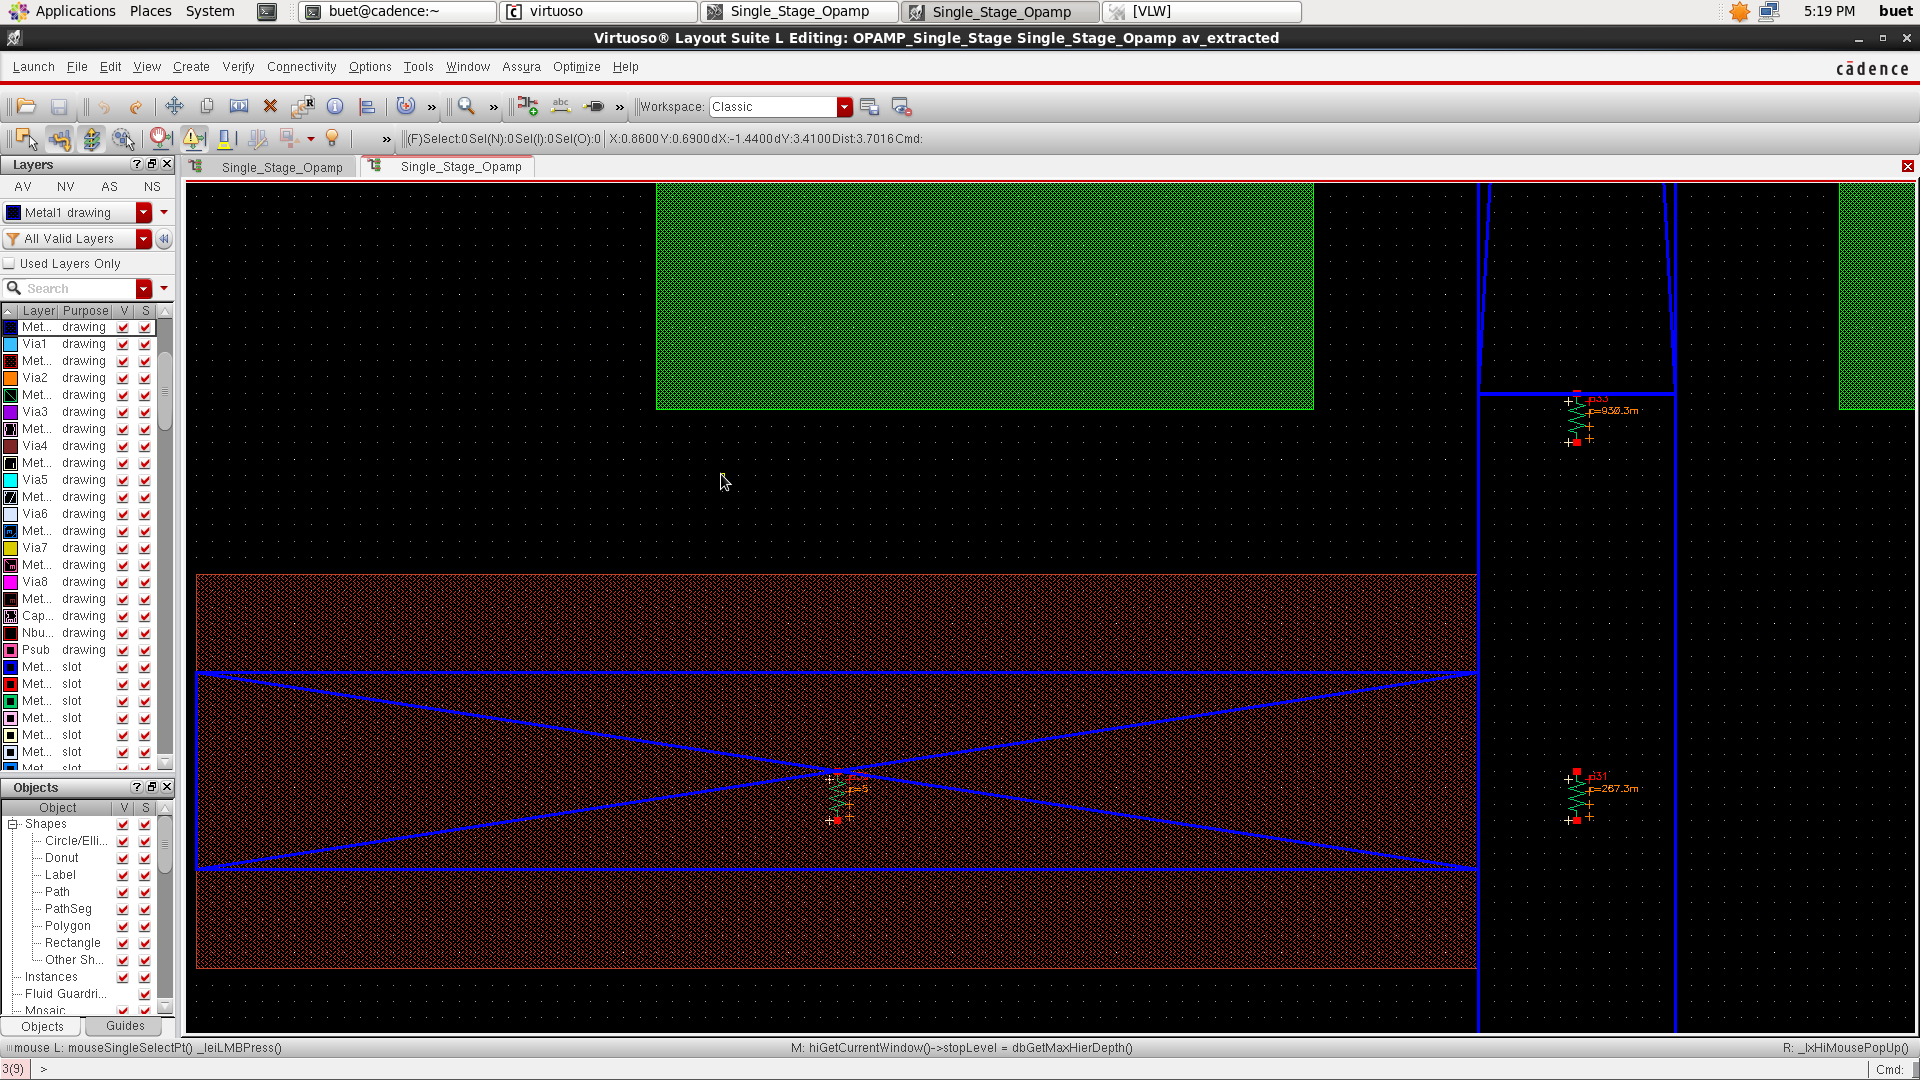 Applications Places System buet@cadence:~ virtuoso Single_Stage_Opamp Single_Stage_Opamp [VLW] 5:19 PM buet
Virtuoso® Layout Suite L Editing: OPAMP_Single_Stage Single_Stage_Opamp av_extracted
Launch File Edit View Create Verify Connectivity Options Tools Window Assura Optimize Help cādence
Workspace: Classic
(F)Select:0 Sel(N):0 Sel(I):0 Sel(O):0 X:0.8600 Y:0.6900 dX:-1.4400 dY:3.4100 Dist:3.7016 Cmd:
Layers
Single_Stage_Opamp Single_Stage_Opamp
AV NV AS NS
Metal1 drawing
All Valid Layers
Used Layers Only
Search
Layer Purpose V S
Met... drawing
Via1 drawing
Met... drawing
Via2 drawing
Met... drawing
Via3 drawing
Met... drawing
Via4 drawing
Met... drawing
Via5 drawing
Met... drawing
Via6 drawing
Met... drawing
Via7 drawing
Met... drawing
Via8 drawing
Met... drawing
Cap... drawing
Nbu... drawing
Psub drawing
Met... slot
Met... slot
Met... slot
Met... slot
Met... slot
Met... slot
Met... slot
r=930.3m
r=5
r=267.3m
Objects
Object V S
Shapes
Circle/Elli...
Donut
Label
Path
PathSeg
Polygon
Rectangle
Other Sh...
Instances
Fluid Guardri...
Mosaic
Objects Guides
mouse L: mouseSingleSelectPt() _leiLMBPress() M: hiGetCurrentWindow()->stopLevel = dbGetMaxHierDepth() R: _lxHiMousePopUp()
3(9) > Cmd: